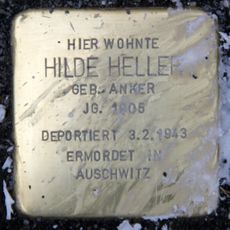 HIER WOHNTE
HILDE HELLER
GEB. ANKER
JG. 1905
DEPORTIERT 3.2.1943
ERMORDET IN
AUSCHWITZ